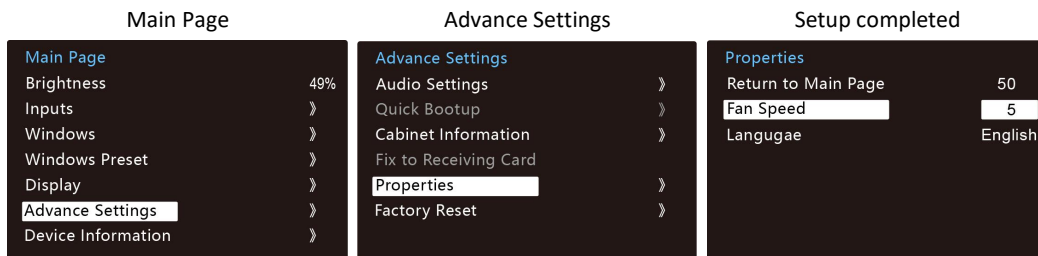 Main Page
Main Page
Brightness 49%
Inputs 》
Windows 》
Windows Preset 》
Display 》
Advance Settings 》
Device Information 》
Advance Settings
Advance Settings
Audio Settings 》
Quick Bootup 》
Cabinet Information 》
Fix to Receiving Card
Properties 》
Factory Reset 》
Setup completed
Properties
Return to Main Page 50
Fan Speed 5
Langugae English